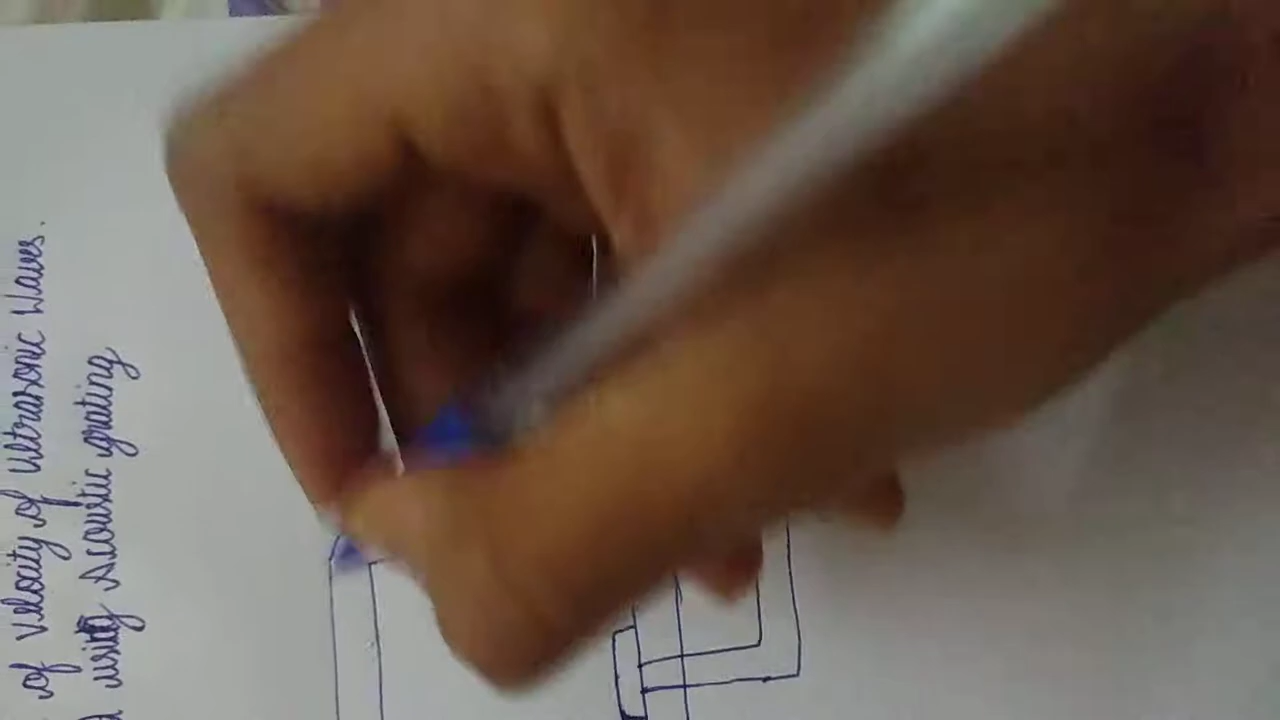 of Velocity of Ultrasonic Waves.
using Acoustic grating